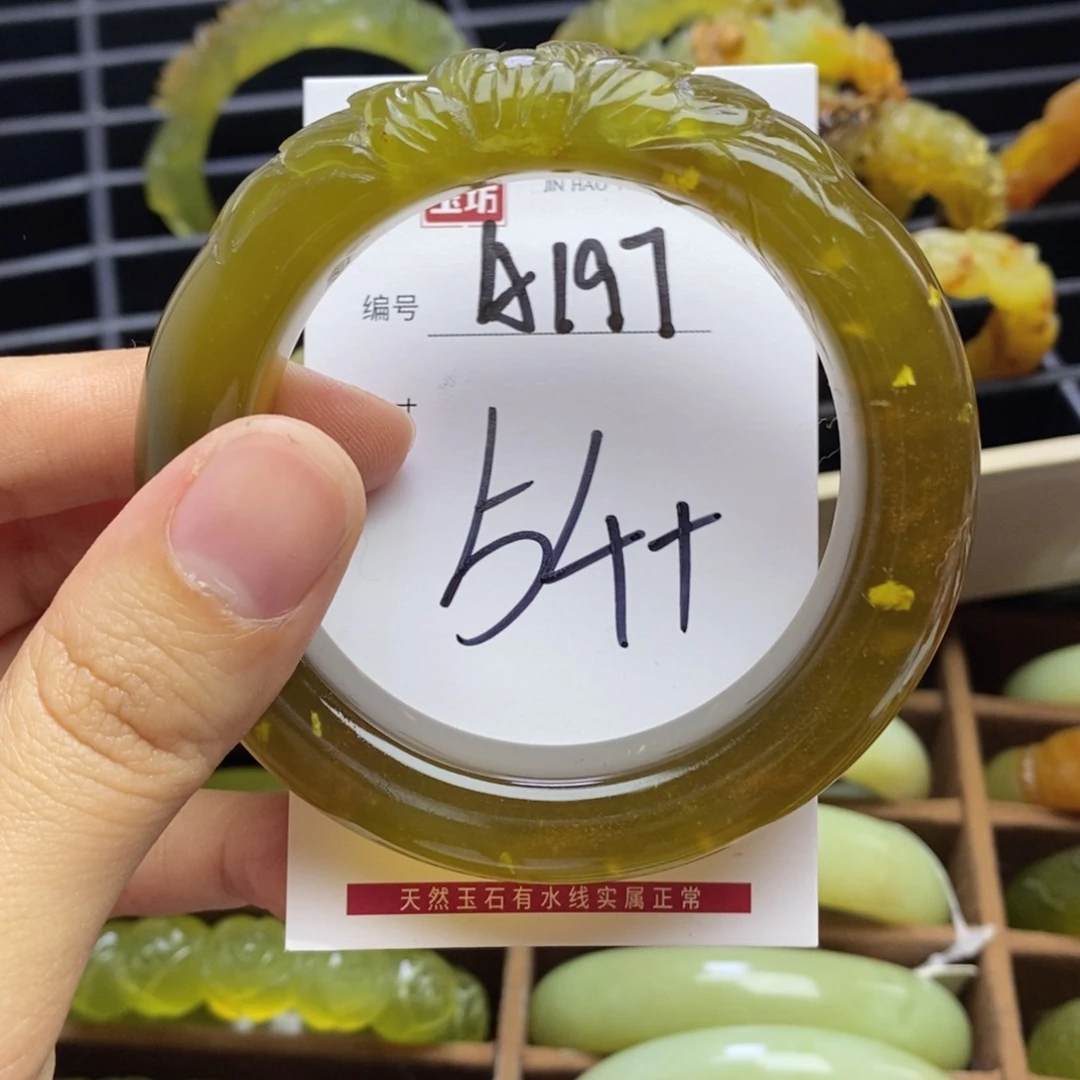 玉坊
JIN HAO
编号 A197
54+
天然玉石有水线实属正常